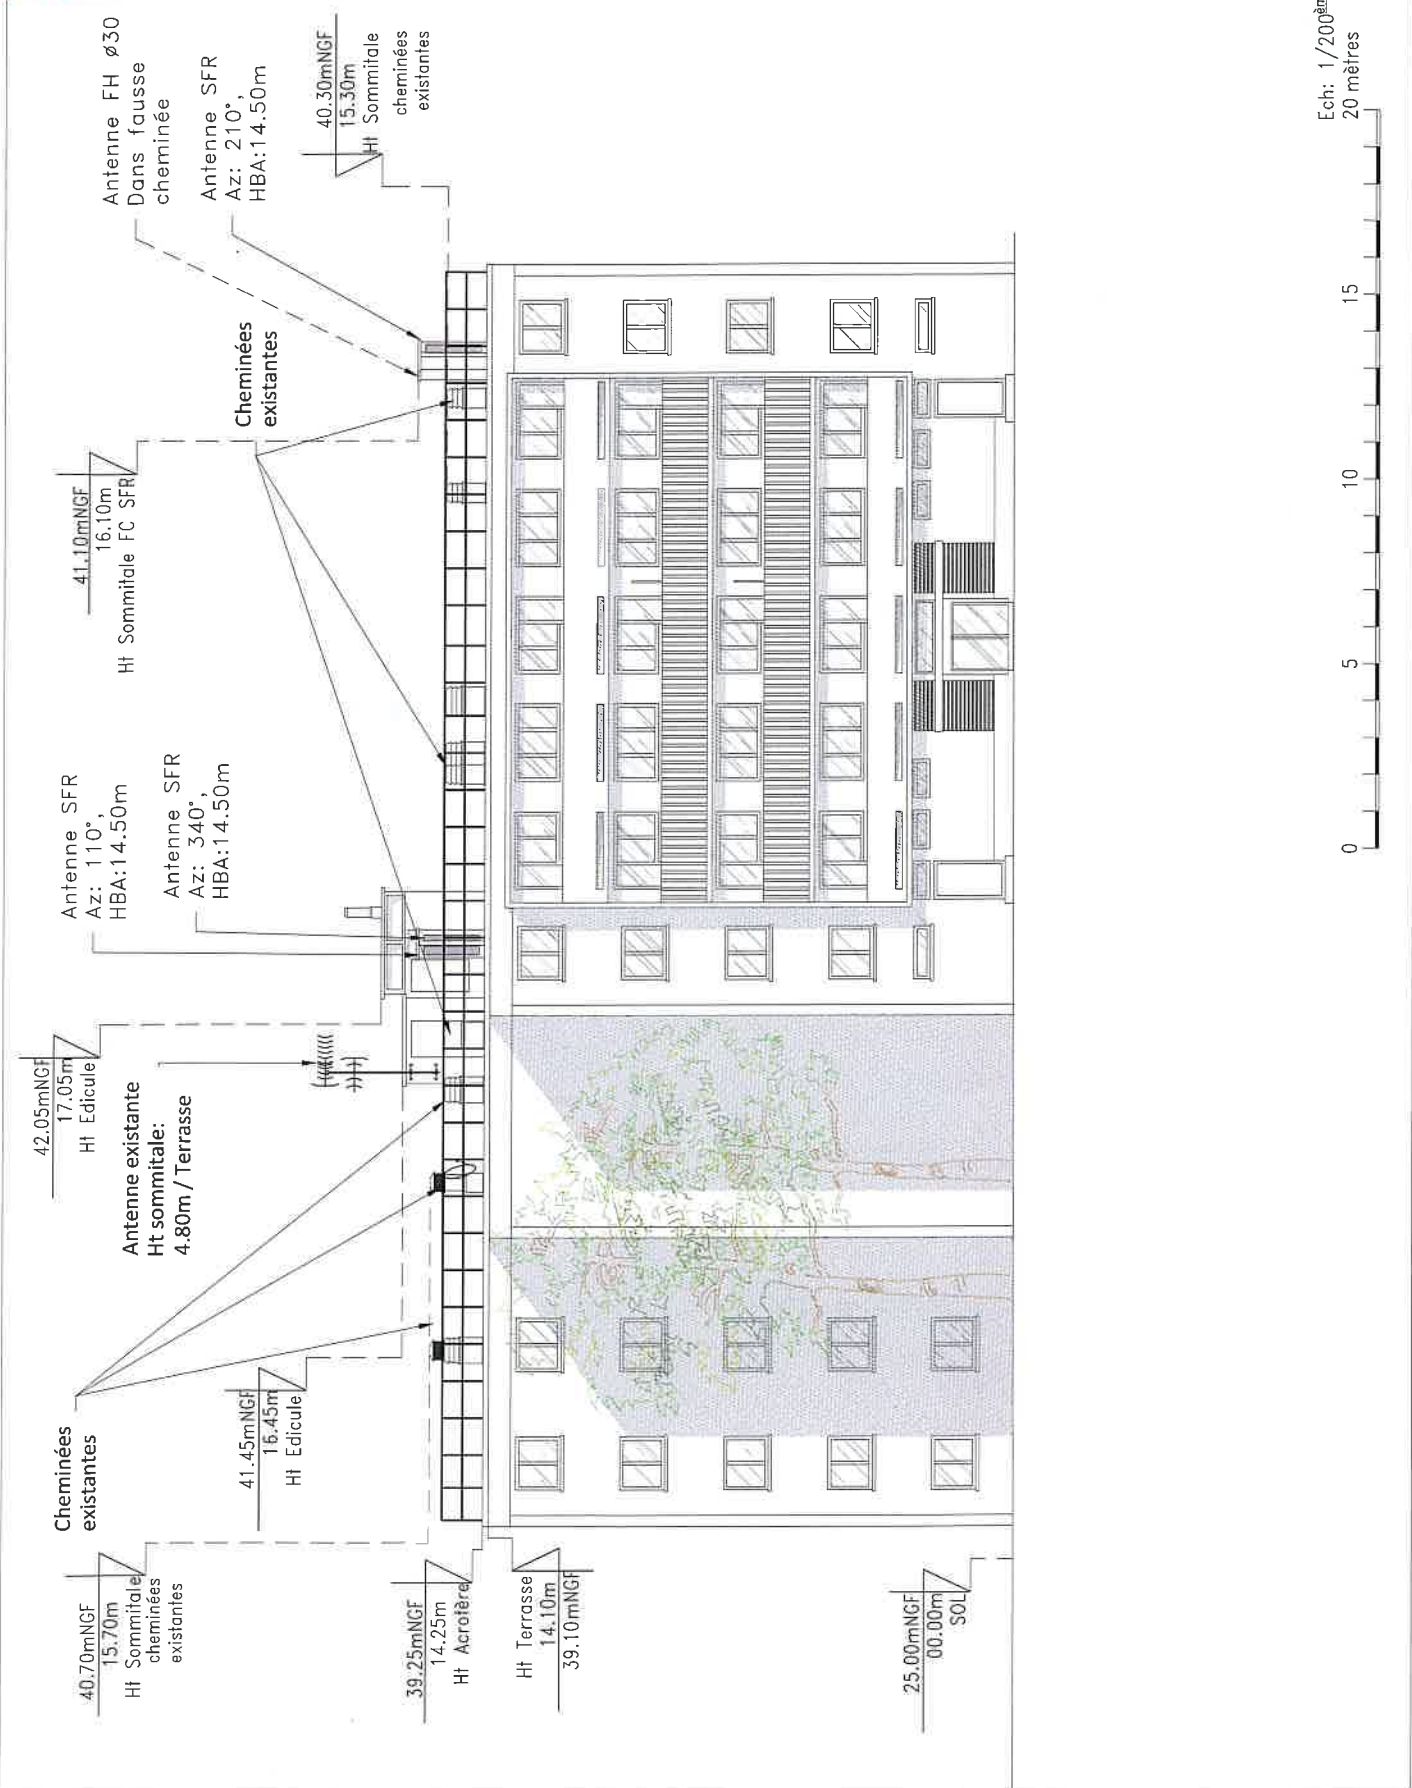 40.70mNGF
15.70m
Ht Sommitale
cheminées
existantes
Cheminées
existantes
41.45mNGF
16.45m
Ht Edicule
42.05mNGF
17.05m
Ht Edicule
Antenne existante
Ht sommitale:
4.80m / Terrasse
Antenne SFR
Az: 110°,
HBA:14.50m
Antenne SFR
Az: 340°,
HBA:14.50m
41.10mNGF
16.10m
Ht Sommitale FC SFR
Cheminées
existantes
Antenne FH ø30
Dans fausse
cheminée
Antenne SFR
Az: 210°,
HBA:14.50m
40.30mNGF
15.30m
Ht Sommitale
cheminées
existantes
39.25mNGF
14.25m
Ht Acrotère
Ht Terrasse
14.10m
39.10mNGF
25.00mNGF
00.00m
SOL
Ech: 1/200èm
20 mètres
0 5 10 15